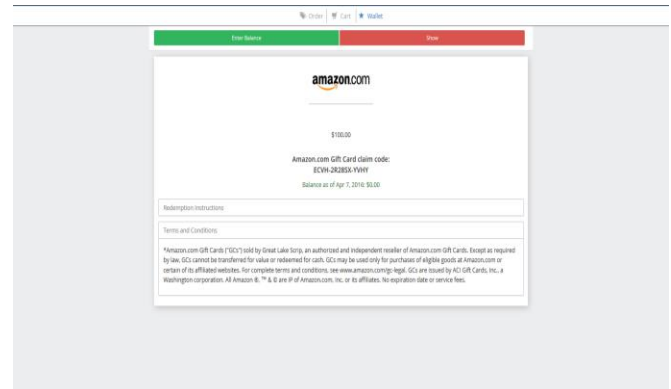 Order Cart Wallet
Enter Balance Show
amazon.com
$100.00
Amazon.com Gift Card claim code:
ECVH-2R28SX-YVHY
Balance as of Apr 7, 2016: $0.00
Redemption Instructions
Terms and Conditions
*Amazon.com Gift Cards ("GCs") sold by Great Lake Scrip, an authorized and independent reseller of Amazon.com Gift Cards. Except as required
by law, GCs cannot be transferred for value or redeemed for cash. GCs may be used only for purchases of eligible goods at Amazon.com or
certain of its affiliated websites. For complete terms and conditions, see www.amazon.com/gc-legal. GCs are issued by ACI Gift Cards, Inc., a
Washington corporation. All Amazon ®, ™ & © are IP of Amazon.com, Inc. or its affiliates. No expiration date or service fees.